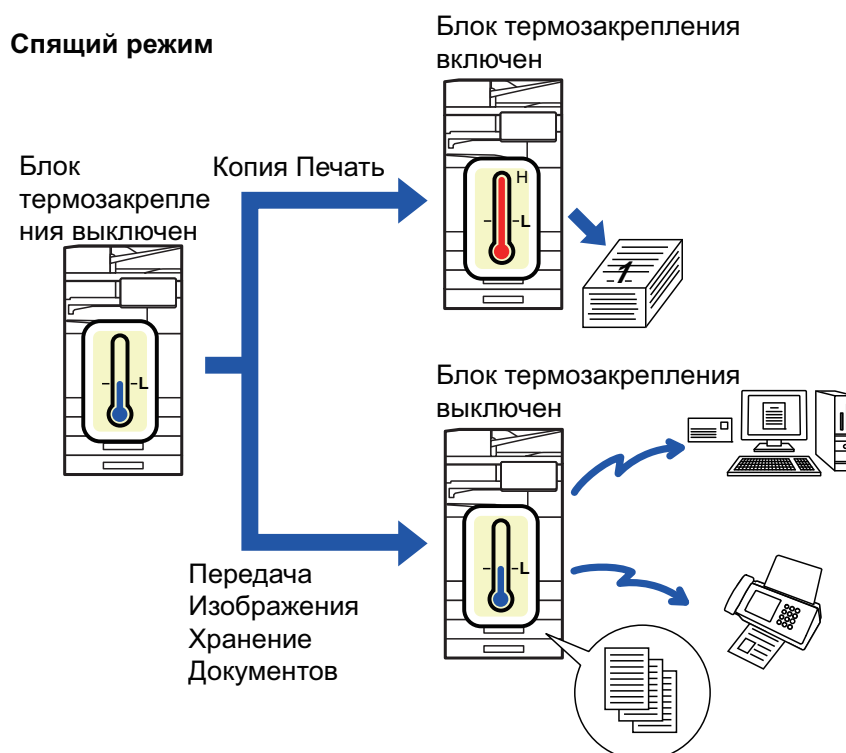 Спящий режим
Блок термозакрепления
включен
Блок
термозакрепле
ния выключен
Копия Печать
H
L
1
L
Блок термозакрепления
выключен
L
Передача
Изображения
Хранение
Документов